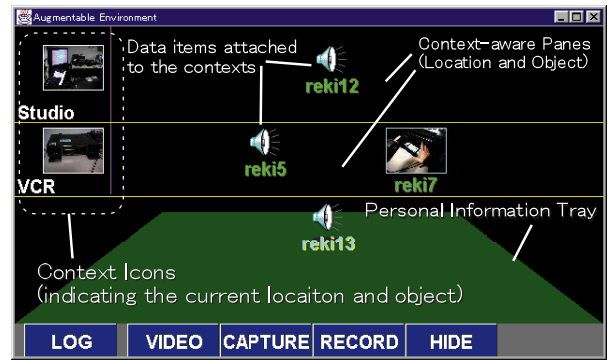 Augmentable Environment
Data items attached
to the contexts
Context-aware Panes
(Location and Object)
reki12
Studio
reki5
reki7
VCR
Personal Information Tray
reki13
Context Icons
(indicating the current locaiton and object)
LOG
VIDEO
CAPTURE
RECORD
HIDE